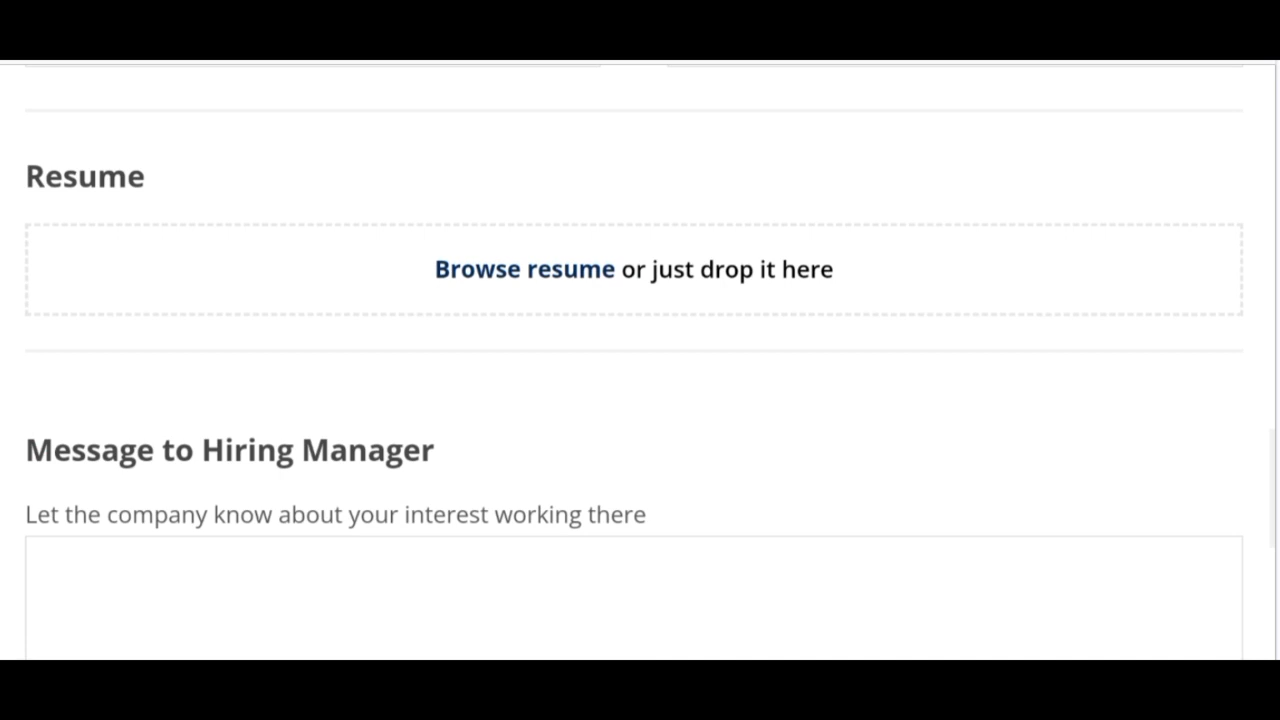 Resume
Browse resume or just drop it here
Message to Hiring Manager
Let the company know about your interest working there